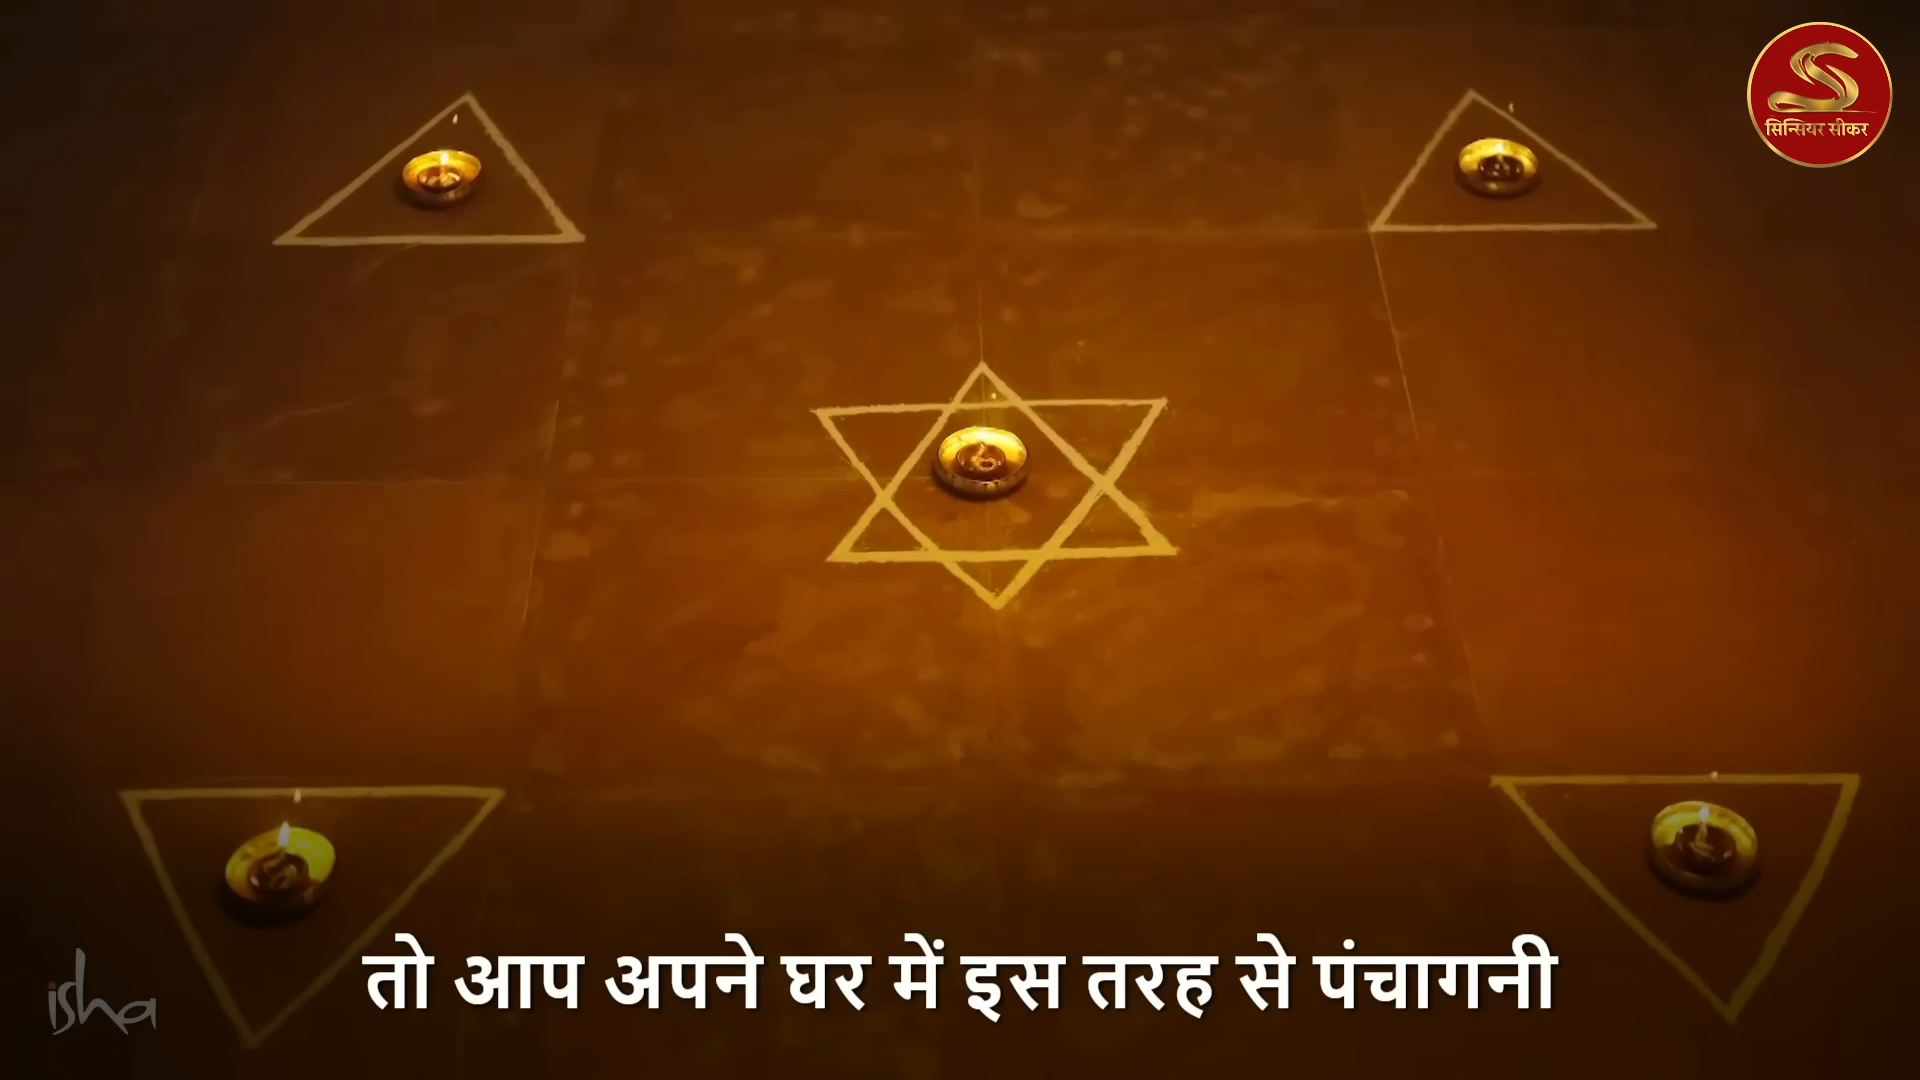 सिन्सियर सीकर
तो आप अपने घर में इस तरह से पंचागनी
isha